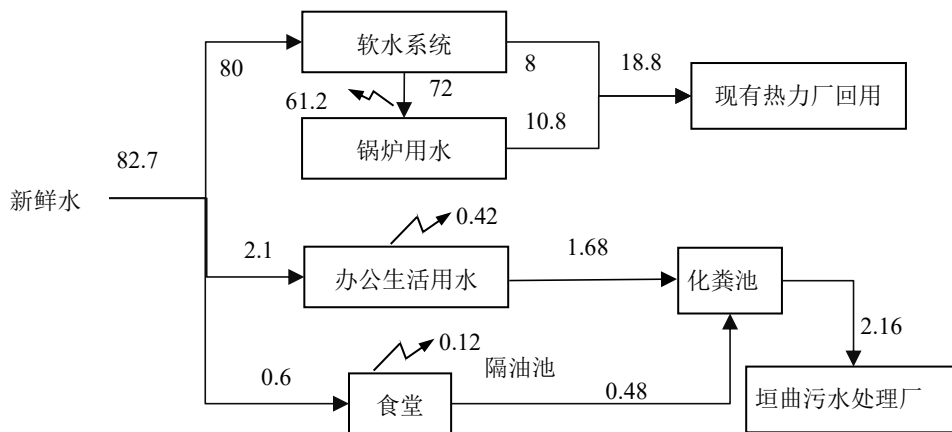 软水系统
80
8
18.8
72
61.2
现有热力厂回用
锅炉用水
10.8
82.7
新鲜水
0.42
2.1
办公生活用水
1.68
化粪池
2.16
0.12
隔油池
0.6
食堂
0.48
垣曲污水处理厂